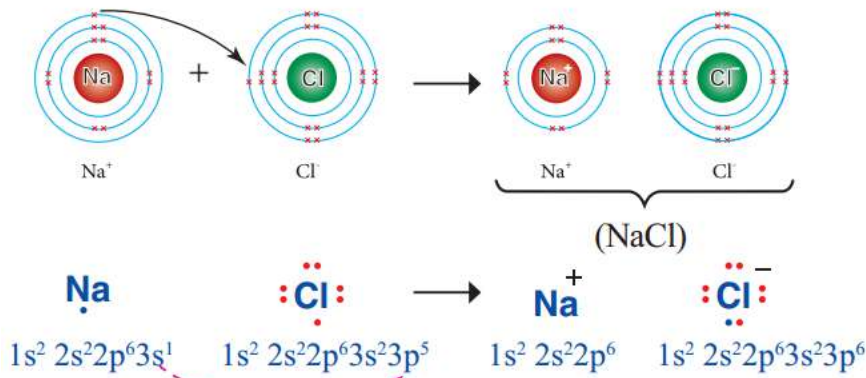 Na + Cl Na⁺ Cl⁻
Na⁺ Cl⁻ Na⁺ Cl⁻
(NaCl)
Na Cl Na⁺ Cl⁻
1s² 2s²2p⁶3s¹ 1s² 2s²2p⁶3s²3p⁵ 1s² 2s²2p⁶ 1s² 2s²2p⁶3s²3p⁶